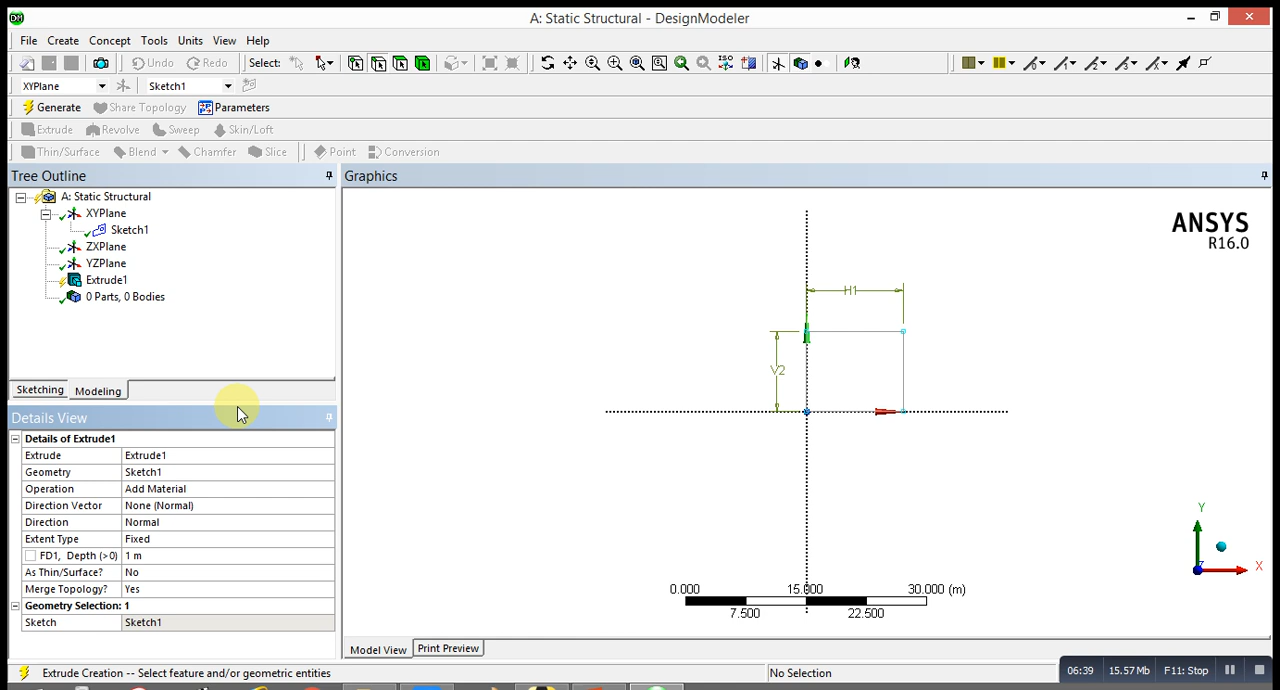 DM
A: Static Structural - DesignModeler
File Create Concept Tools Units View Help
Undo Redo Select: ISO
XYPlane Sketch1
Generate Share Topology Parameters
Extrude Revolve Sweep Skin/Loft
Thin/Surface Blend Chamfer Slice Point Conversion
Tree Outline
A: Static Structural
XYPlane
Sketch1
ZXPlane
YZPlane
Extrude1
0 Parts, 0 Bodies
Sketching Modeling
Details View
Details of Extrude1
Extrude Extrude1
Geometry Sketch1
Operation Add Material
Direction Vector None (Normal)
Direction Normal
Extent Type Fixed
FD1, Depth (>0) 1 m
As Thin/Surface? No
Merge Topology? Yes
Geometry Selection: 1
Sketch Sketch1
Graphics
ANSYS
R16.0
H1
V2
Y
X
0.000 15.000 30.000 (m)
7.500 22.500
Model View Print Preview
Extrude Creation -- Select feature and/or geometric entities
No Selection
06:39 15.57 Mb F11: Stop